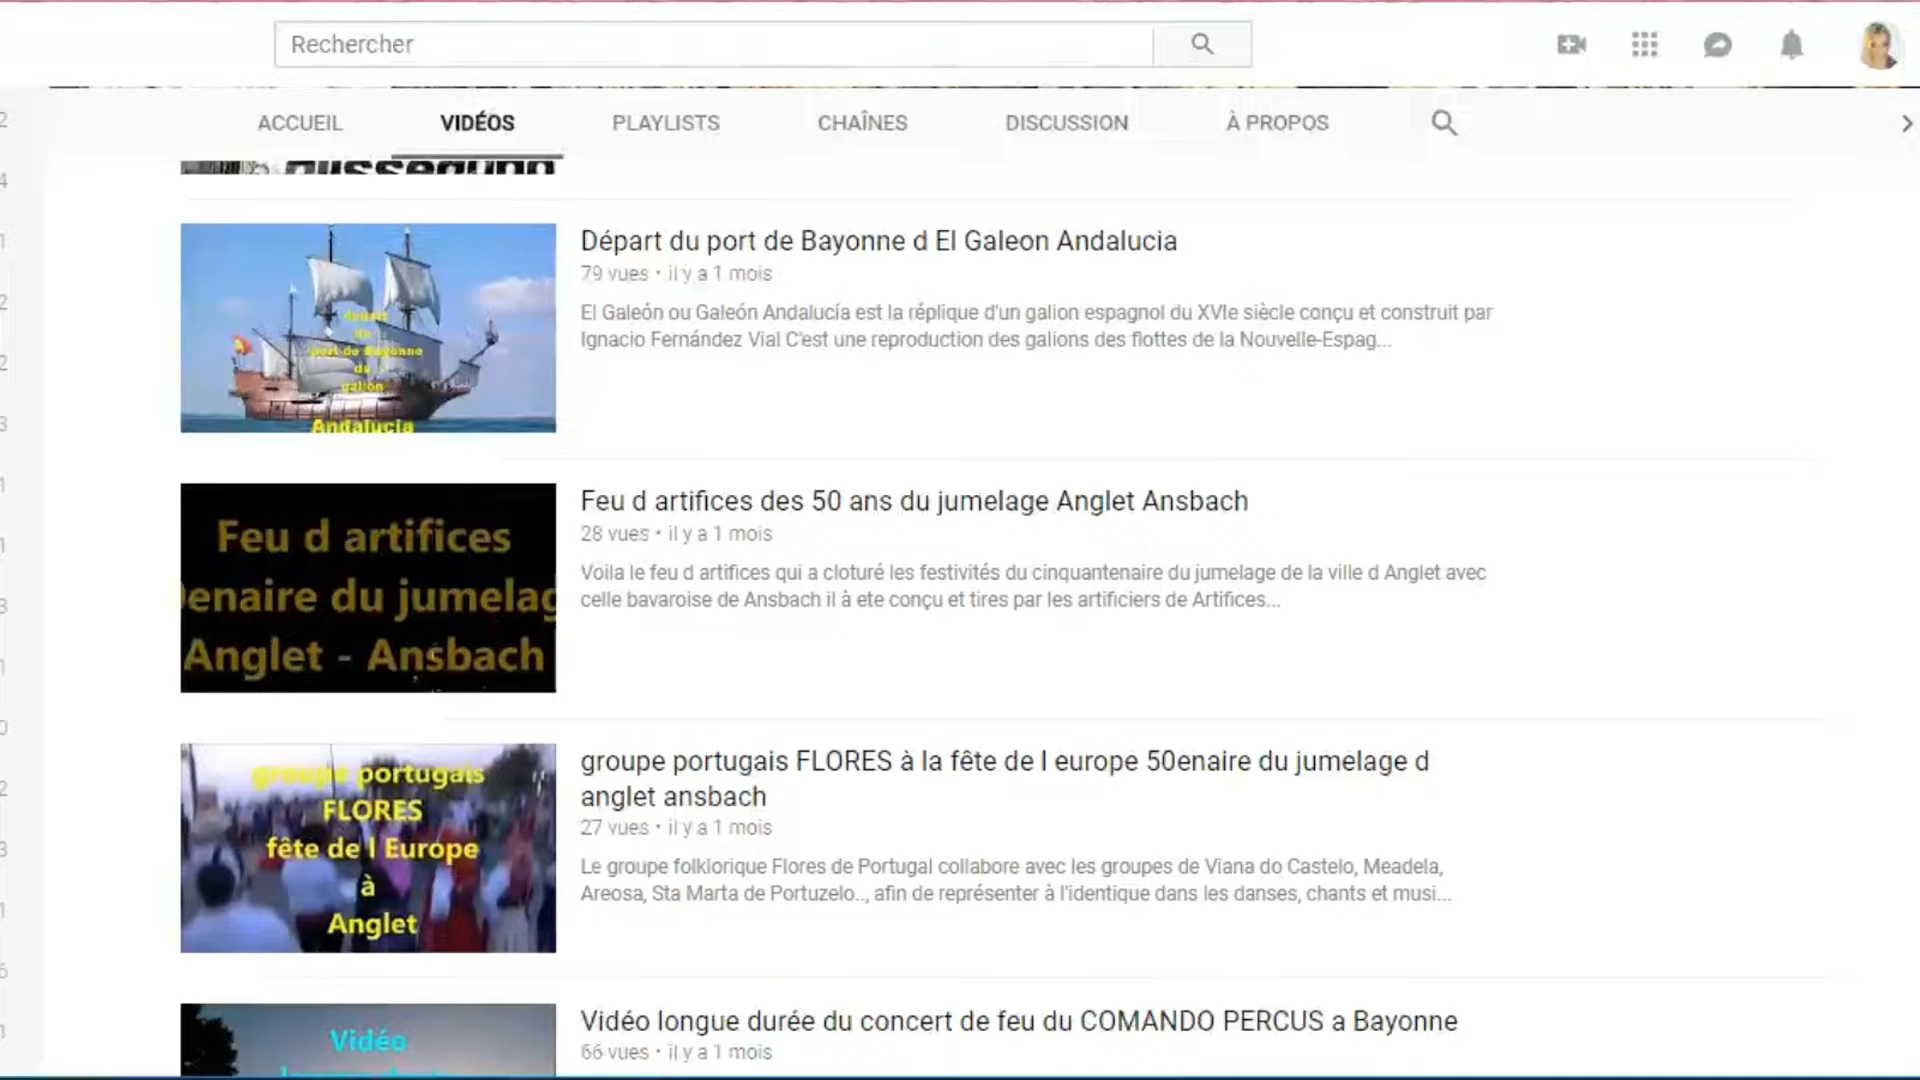 Rechercher
ACCUEIL VIDÉOS PLAYLISTS CHAÎNES DISCUSSION À PROPOS
Départ du port de Bayonne d El Galeon Andalucia
79 vues • il y a 1 mois
El Galeón ou Galeón Andalucía est la réplique d'un galion espagnol du XVIe siècle conçu et construit par
Ignacio Fernández Vial C'est une reproduction des galions des flottes de la Nouvelle-Espag...
départ
du
port de Bayonne
du
galion
Andalucia
Feu d artifices des 50 ans du jumelage Anglet Ansbach
28 vues • il y a 1 mois
Voila le feu d artifices qui a cloturé les festivités du cinquantenaire du jumelage de la ville d Anglet avec
celle bavaroise de Ansbach il à ete conçu et tires par les artificiers de Artifices...
Feu d artifices
enaire du jumelag
Anglet - Ansbach
groupe portugais FLORES à la fête de l europe 50enaire du jumelage d
anglet ansbach
27 vues • il y a 1 mois
Le groupe folklorique Flores de Portugal collabore avec les groupes de Viana do Castelo, Meadela,
Areosa, Sta Marta de Portuzelo.., afin de représenter à l'identique dans les danses, chants et musi...
groupe portugais
FLORES
fête de l Europe
à
Anglet
Vidéo longue durée du concert de feu du COMANDO PERCUS a Bayonne
66 vues • il y a 1 mois
Vidéo